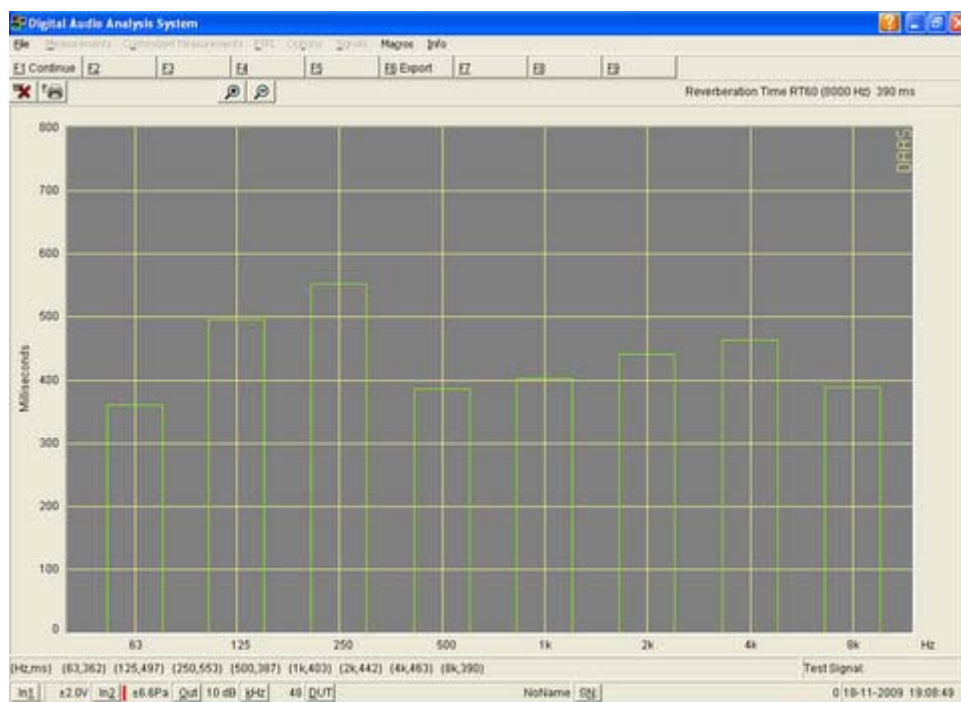 Digital Audio Analysis System
File Measurements Customized Measurements Options Scroll Macros Info
F1 Continue F2 F3 F4 F5 F6 Export F7 F8 F9
Reverberation Time RT60 (8000 Hz) 390 ms
DAAS
800
700
600
500
400
300
200
100
0
Milliseconds
63 125 250 500 1k 2k 4k 8k Hz
(Hz,ms) (63,362) (125,497) (250,553) (500,387) (1k,403) (2k,442) (4k,463) (8k,390) Test Signal:
In1 ±2.0V In2 ±6.6Pa Out 10 dB kHz 48 DUT NoName SN 0 18-11-2009 19:08:49